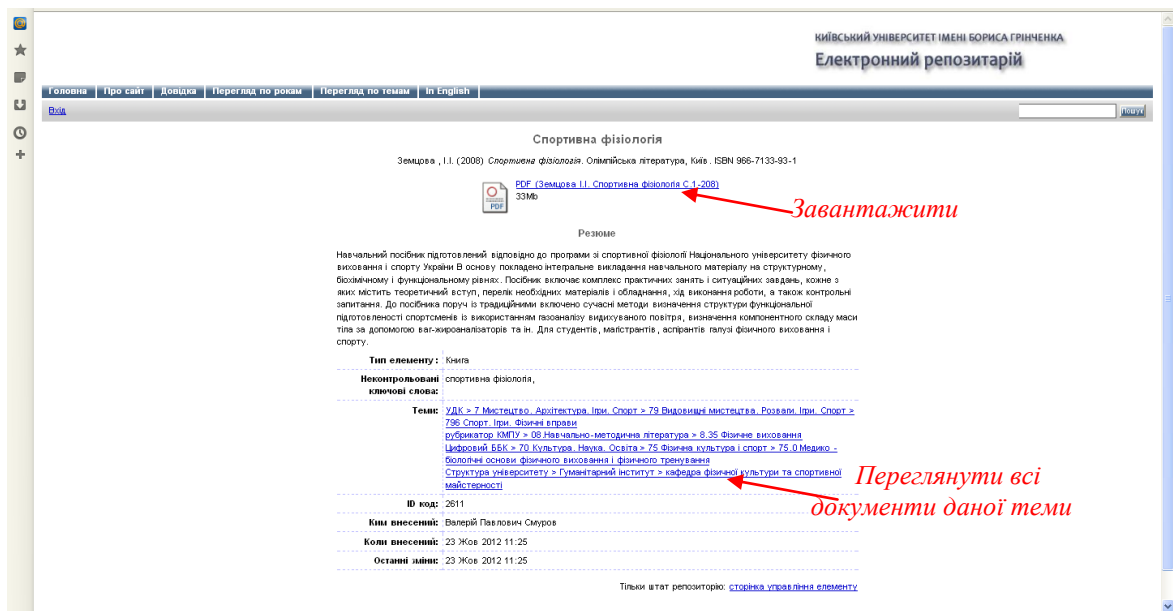 КИЇВСЬКИЙ УНІВЕРСИТЕТ ІМЕНІ БОРИСА ГРІНЧЕНКА
Електронний репозитарій
Головна | Про сайт | Довідка | Перегляд по рокам | Перегляд по темам | In English
Вхід
Пошук
Спортивна фізіологія
Земцова , І.І. (2008) Спортивна фізіологія. Олімпійська література, Київ. ISBN 966-7133-93-1
PDF (Земцова І.І. Спортивна фізіологія С.1-208)
33Mb
Завантажити
Резюме
Навчальний посібник підготовлений відповідно до програми зі спортивної фізіології Національного університету фізичного
виховання і спорту України В основу покладено інтегральне викладання навчального матеріалу на структурному,
біохімічному і функціональному рівнях. Посібник включає комплекс практичних занять і ситуаційних завдань, кожне з
яких містить теоретичний вступ, перелік необхідних матеріалів і обладнання, хід виконання роботи, а також контрольні
запитання. До посібника поруч із традиційними включено сучасні методи визначення структури функціональної
підготовленості спортсменів із використанням газоаналізу видихуваного повітря, визначення компонентного складу маси
тіла за допомогою ваг-жироаналізаторів та ін. Для студентів, магістрантів, аспірантів галузі фізичного виховання і
спорту.
Тип елементу: Книга
Неконтрольовані ключові слова: спортивна фізіологія,
Теми: УДК > 7 Мистецтво. Архітектура. Ігри. Спорт > 79 Видовищні мистецтва. Розваги. Ігри. Спорт >
796 Спорт. Ігри. Фізичні вправи
рубрикатор КМПУ > 08.Навчально-методична література > 8.35 Фізичне виховання
Цифровий ББК > 70 Культура. Наука. Освіта > 75 Фізична культура і спорт > 75.0 Медико -
біологічні основи фізичного виховання і фізичного тренування
Структура університету > Гуманітарний інститут > кафедра фізичної культури та спортивної
майстерності
Переглянути всі
документи даної теми
ID код: 2611
Ким внесений: Валерій Павлович Смуров
Коли внесений: 23 Жов 2012 11:25
Останні зміни: 23 Жов 2012 11:25
Тільки штат репозиторію: сторінка управління елементу